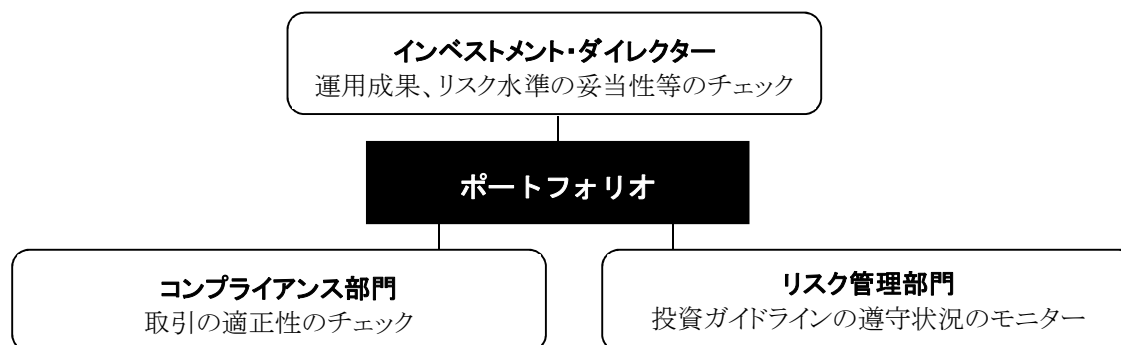 インベストメント・ダイレクター
運用成果、リスク水準の妥当性等のチェック
ポートフォリオ
コンプライアンス部門
取引の適正性のチェック
リスク管理部門
投資ガイドラインの遵守状況のモニター